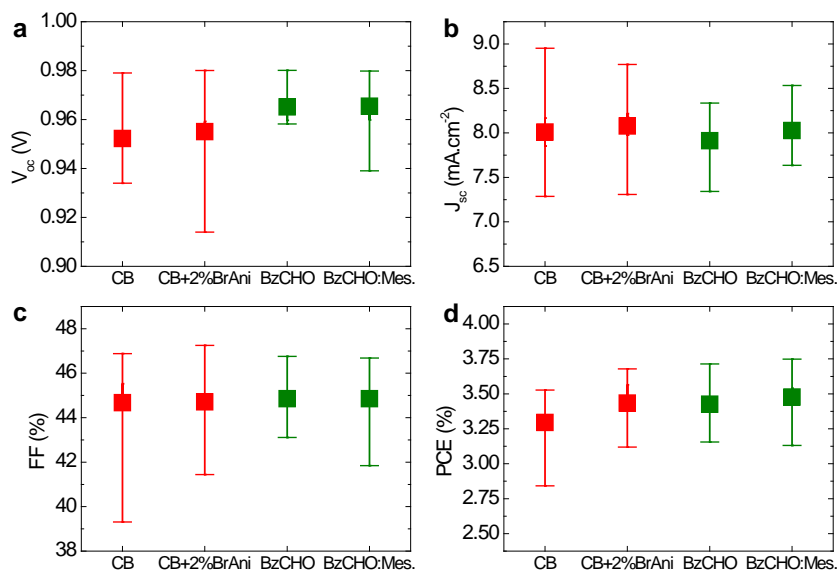 a
1.00
0.98
0.96
0.94
0.92
0.90
V_oc (V)
CB CB+2%BrAni BzCHO BzCHO:Mes.
b
9.0
8.5
8.0
7.5
7.0
6.5
J_sc (mA.cm⁻²)
CB CB+2%BrAni BzCHO BzCHO:Mes.
c
48
46
44
42
40
38
FF (%)
CB CB+2%BrAni BzCHO BzCHO:Mes.
d
4.00
3.75
3.50
3.25
3.00
2.75
2.50
PCE (%)
CB CB+2%BrAni BzCHO BzCHO:Mes.